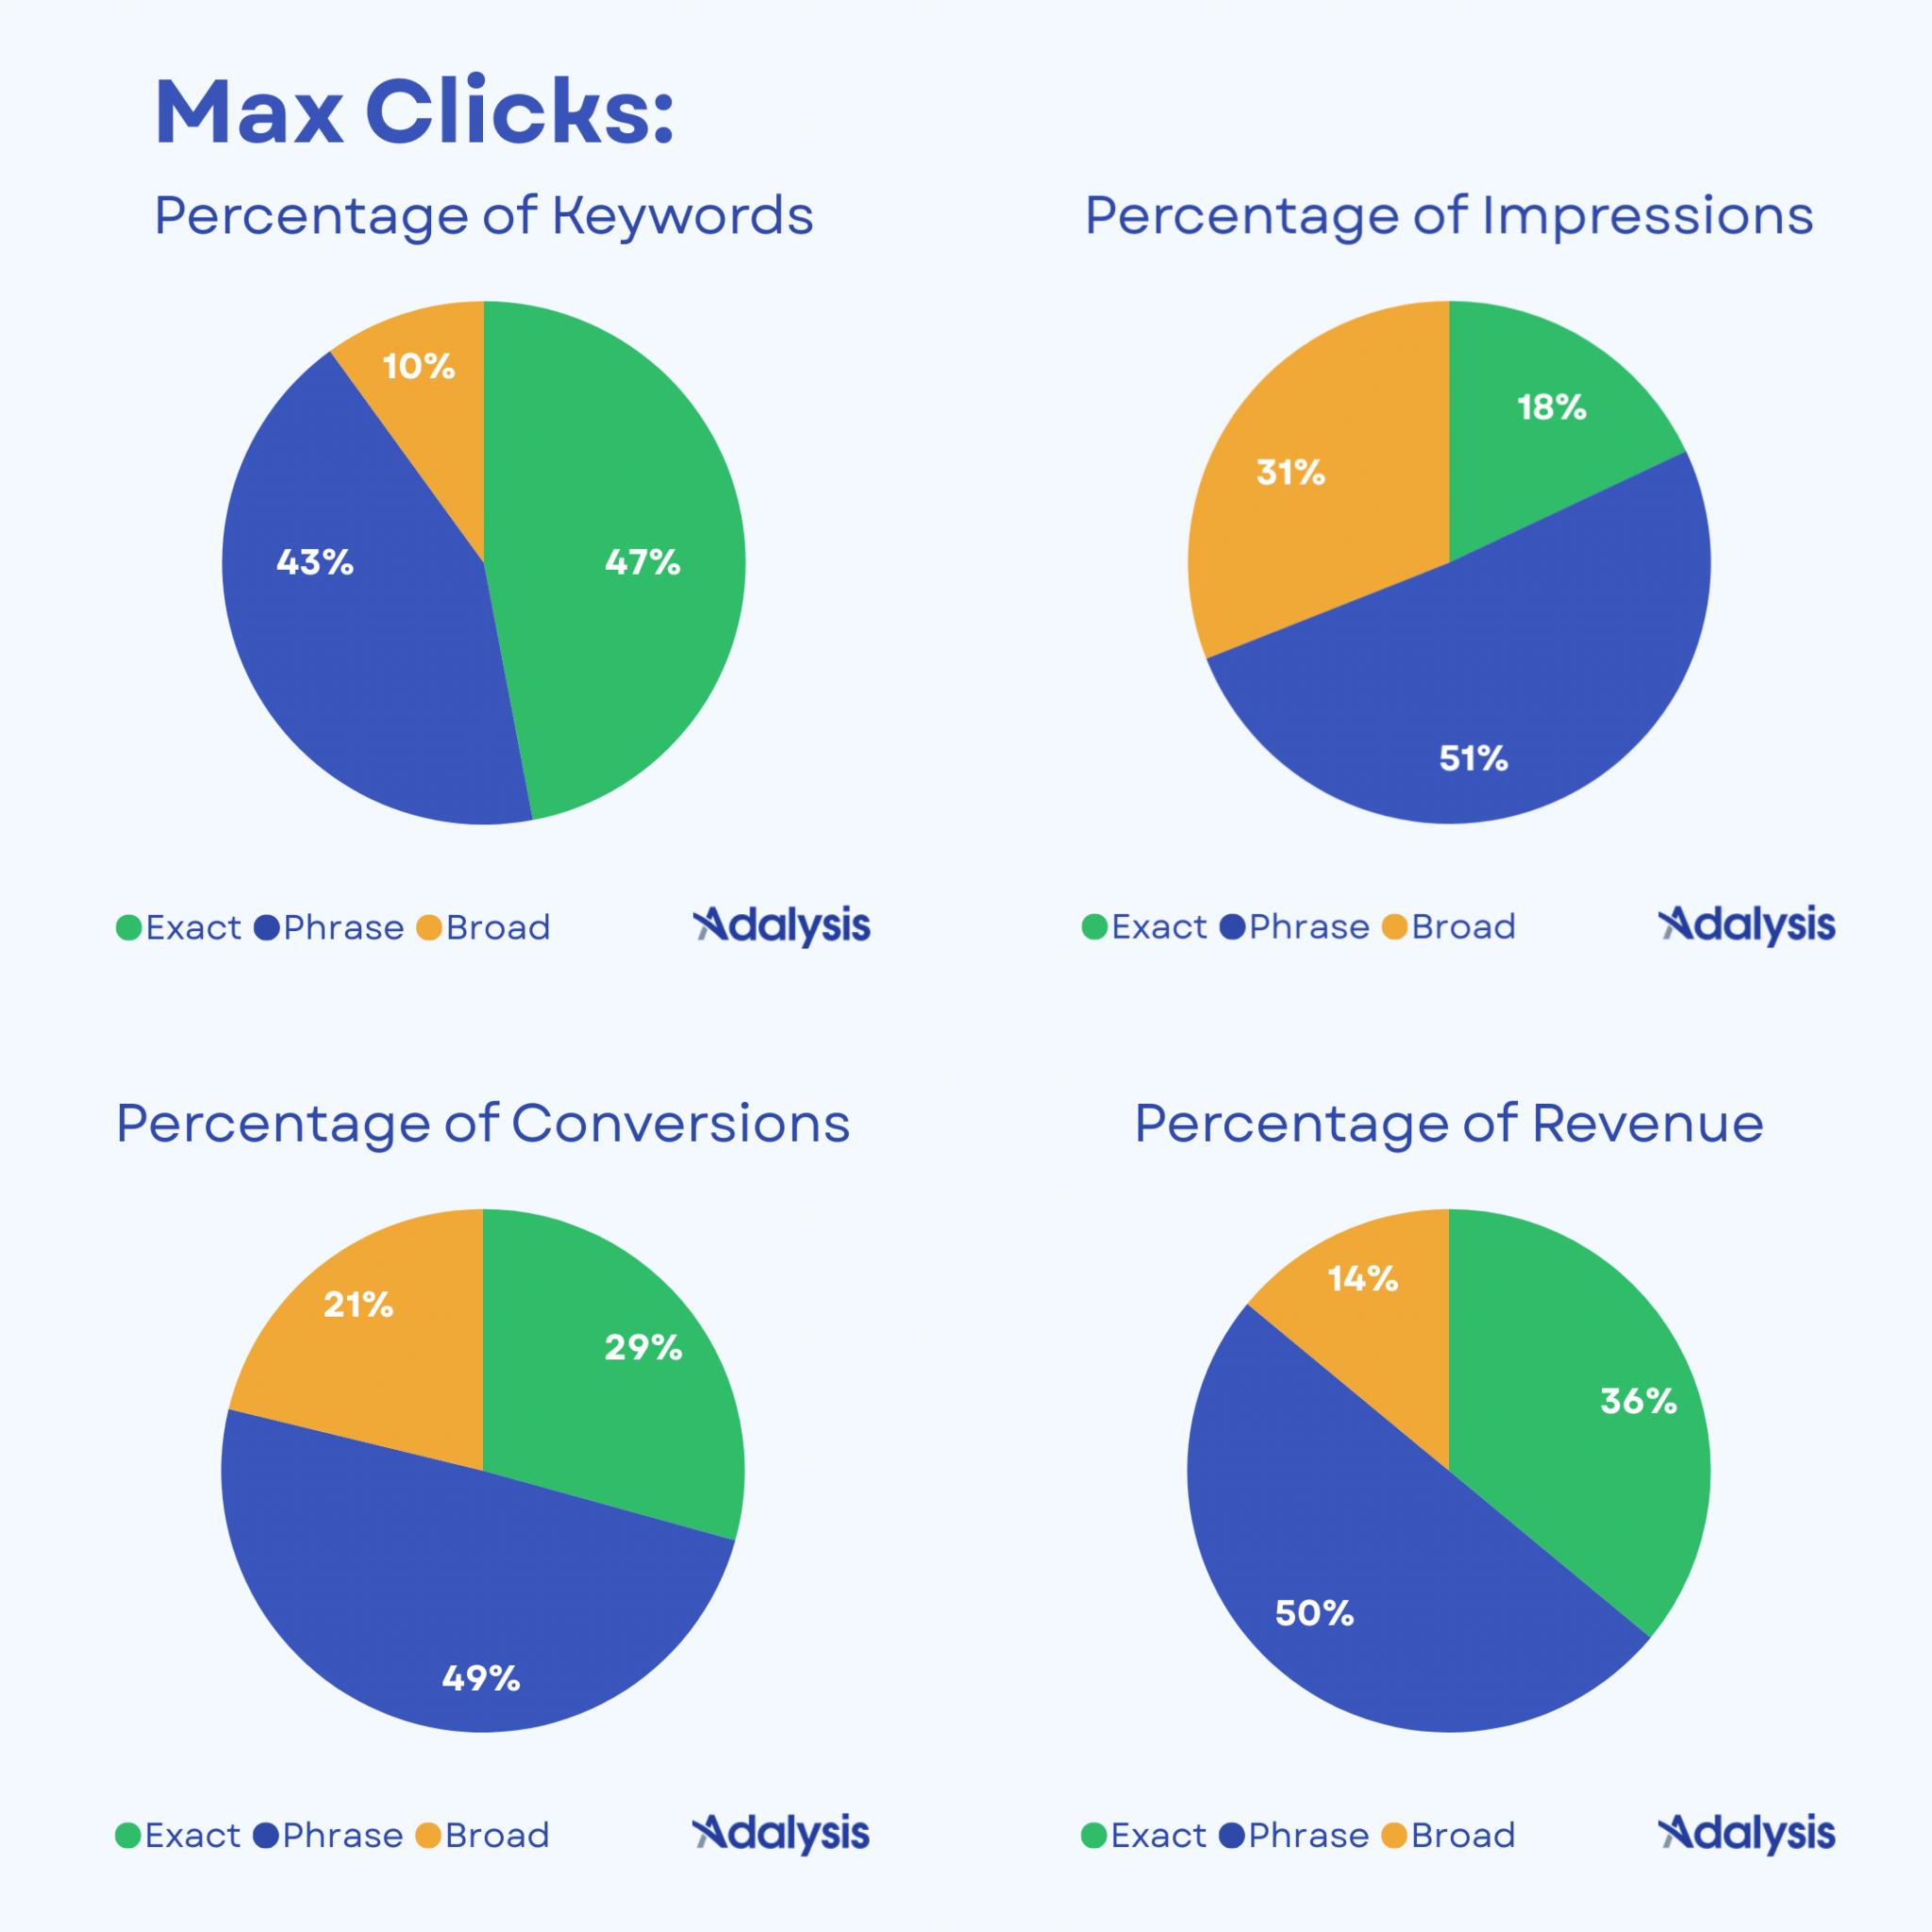 Max Clicks:
Percentage of Keywords
10%
43%
47%
Exact Phrase Broad
Adalysis
Percentage of Impressions
18%
31%
51%
Exact Phrase Broad
Adalysis
Percentage of Conversions
21%
29%
49%
Exact Phrase Broad
Adalysis
Percentage of Revenue
14%
36%
50%
Exact Phrase Broad
Adalysis